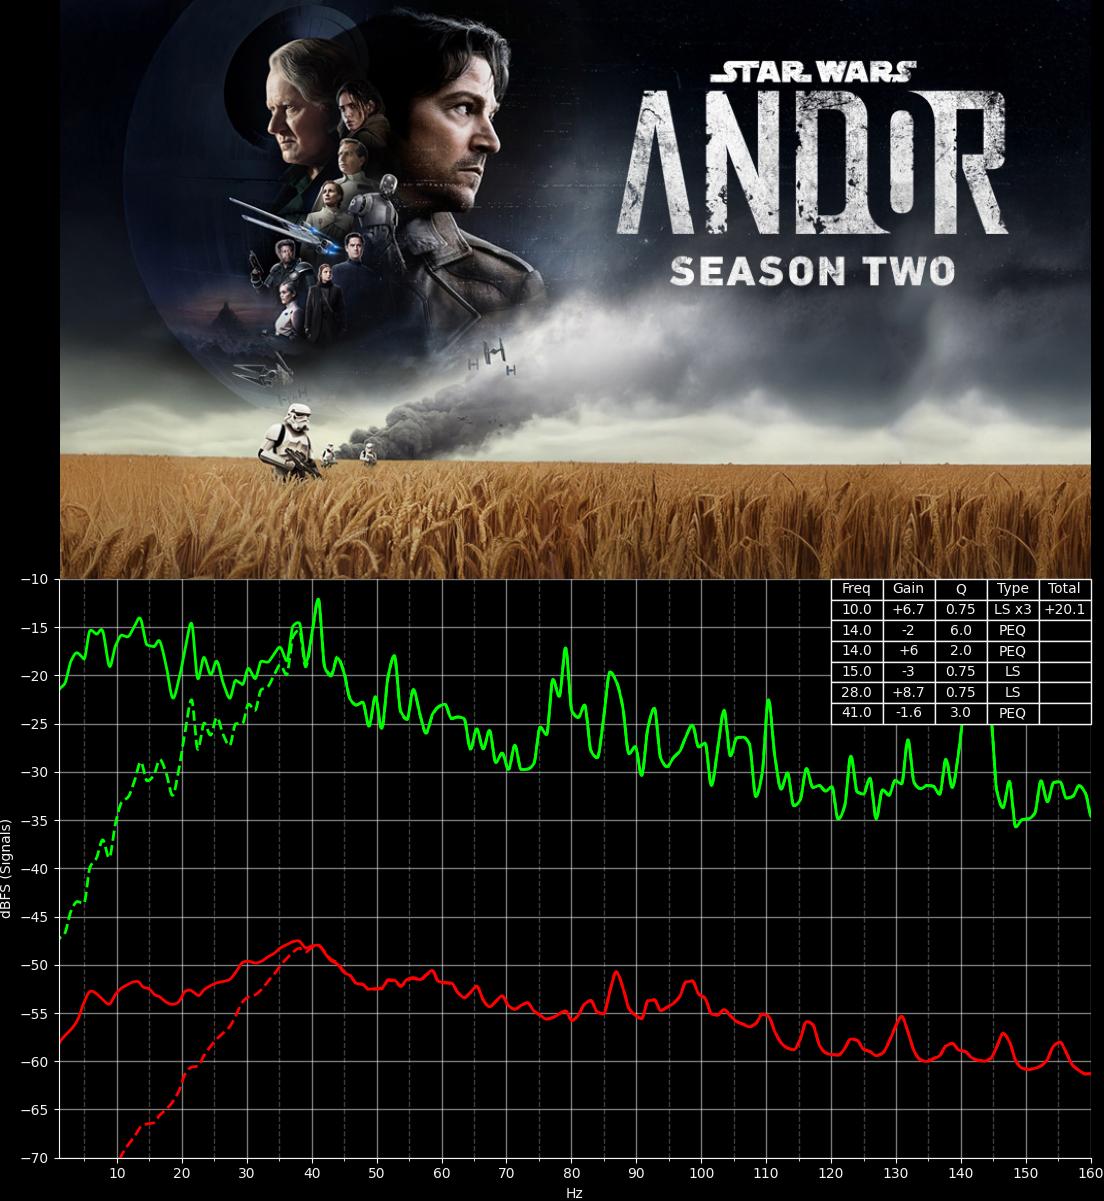 STAR WARS
ANDOR
SEASON TWO
Freq Gain Q Type Total
10.0 +6.7 0.75 LS x3 +20.1
14.0 -2 6.0 PEQ
14.0 +6 2.0 PEQ
15.0 -3 0.75 LS
28.0 +8.7 0.75 LS
41.0 -1.6 3.0 PEQ
−10
−15
−20
−25
−30
−35
−40
−45
−50
−55
−60
−65
−70
dBFS (Signals)
10 20 30 40 50 60 70 80 90 100 110 120 130 140 150 160
Hz